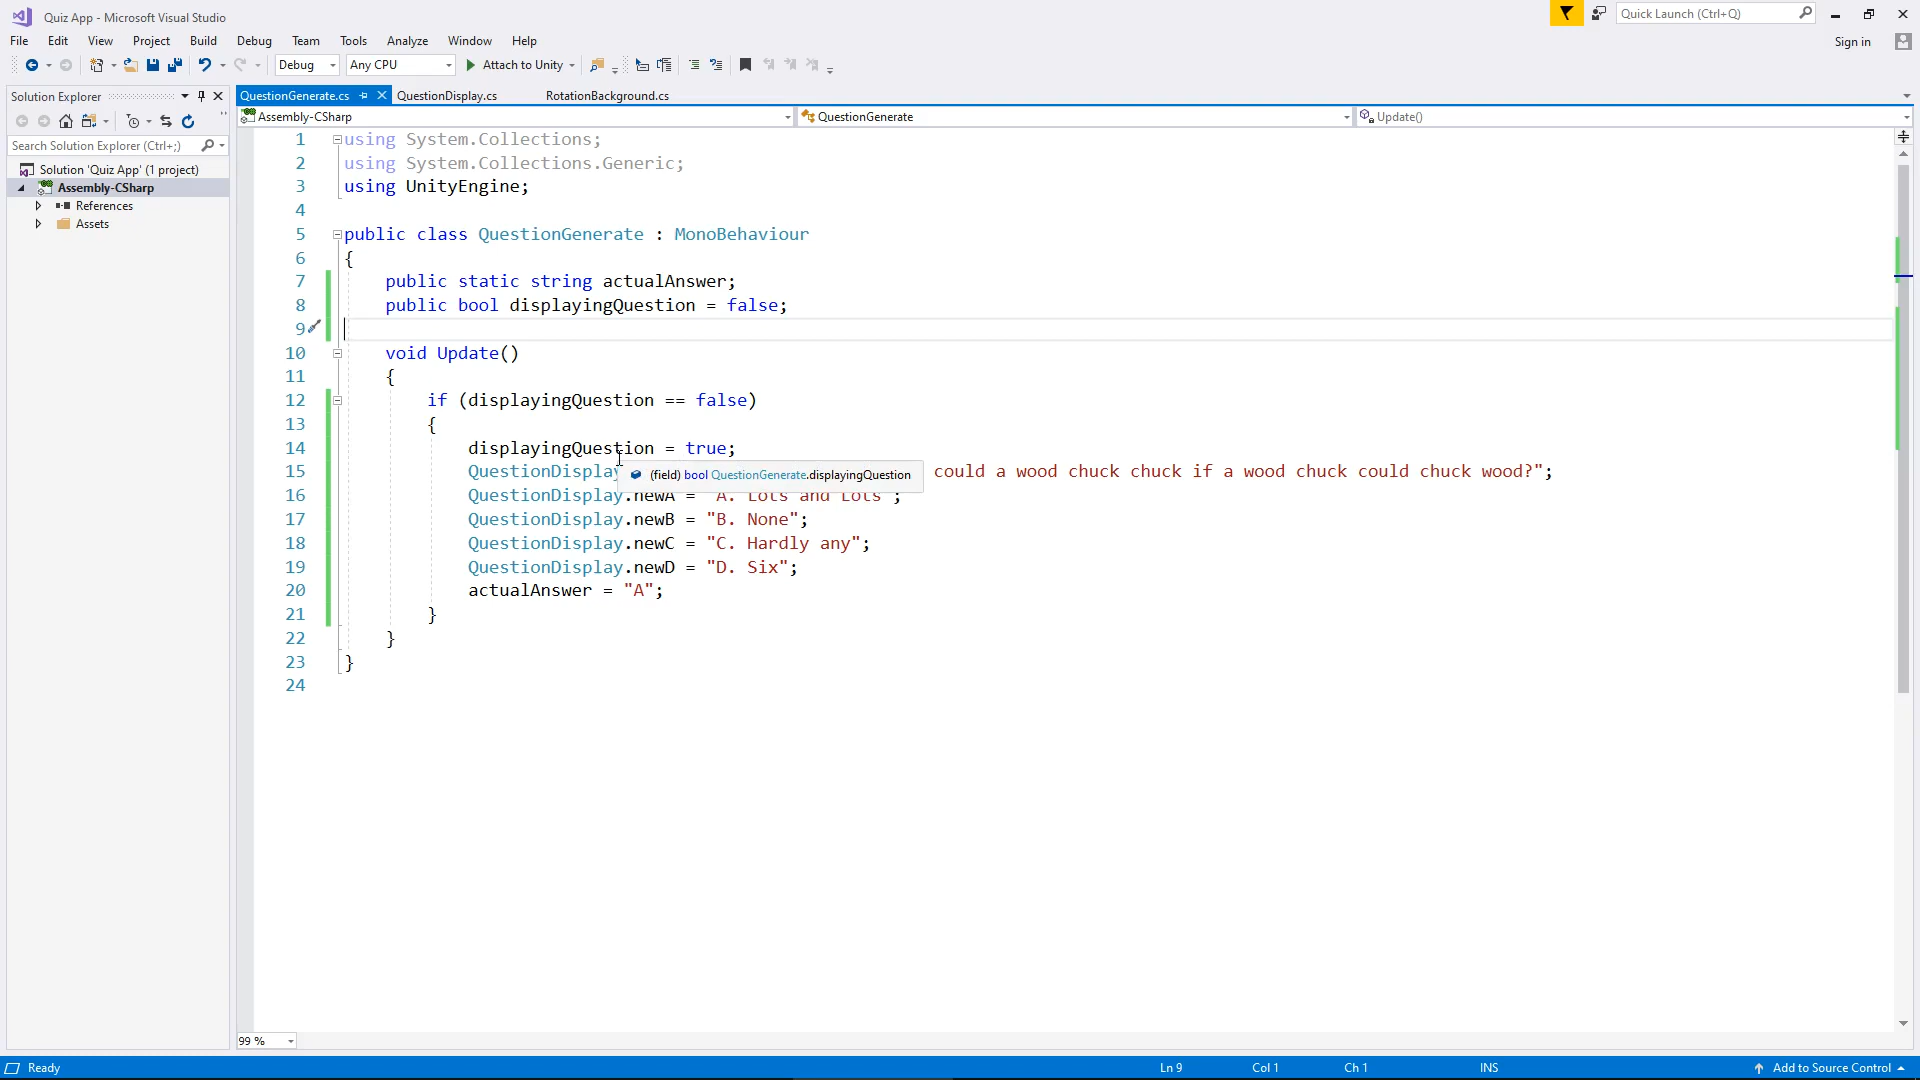 Quiz App - Microsoft Visual Studio
Quick Launch (Ctrl+Q)
File Edit View Project Build Debug Team Tools Analyze Window Help
Sign in
Debug Any CPU Attach to Unity
Solution Explorer
QuestionGenerate.cs QuestionDisplay.cs RotationBackground.cs
Assembly-CSharp QuestionGenerate Update()
Search Solution Explorer (Ctrl+;)
Solution 'Quiz App' (1 project)
Assembly-CSharp
References
Assets
1 using System.Collections;
2 using System.Collections.Generic;
3 using UnityEngine;
4
5 public class QuestionGenerate : MonoBehaviour
6 {
7 public static string actualAnswer;
8 public bool displayingQuestion = false;
9
10 void Update()
11 {
12 if (displayingQuestion == false)
13 {
14 displayingQuestion = true;
15 QuestionDisplay could a wood chuck chuck if a wood chuck could chuck wood?";
(field) bool QuestionGenerate.displayingQuestion
16 QuestionDisplay.newA = "A. Lots and Lots";
17 QuestionDisplay.newB = "B. None";
18 QuestionDisplay.newC = "C. Hardly any";
19 QuestionDisplay.newD = "D. Six";
20 actualAnswer = "A";
21 }
22 }
23 }
24
99 %
Ready Ln 9 Col 1 Ch 1 INS Add to Source Control